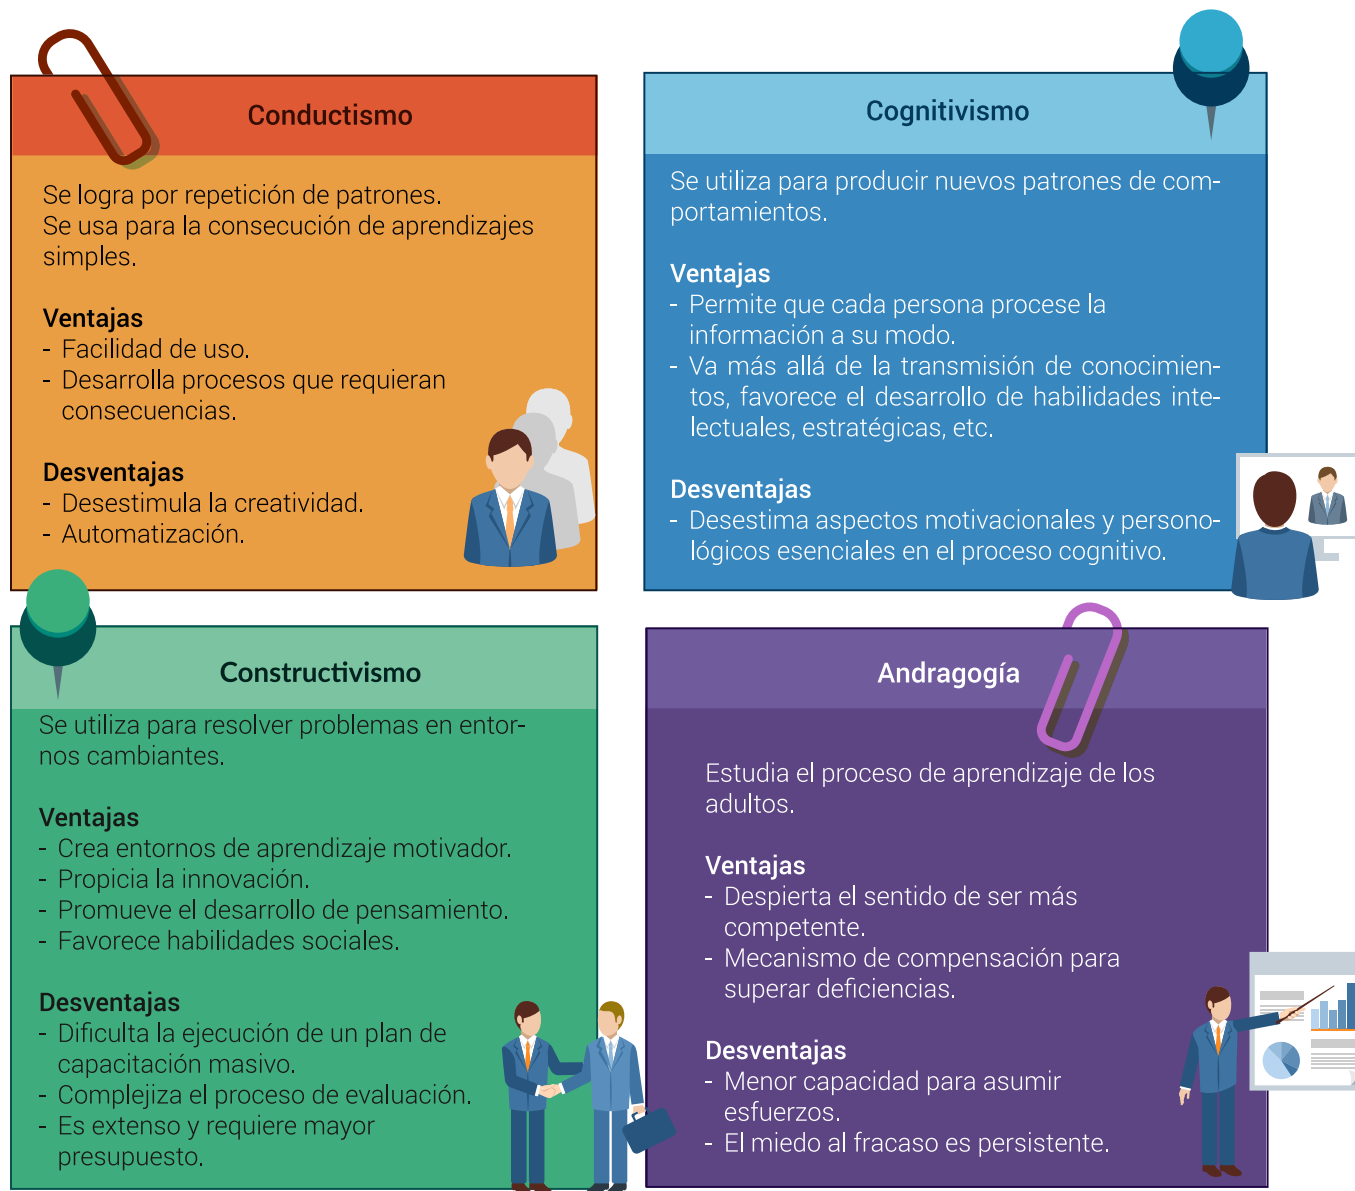 Conductismo
Se logra por repetición de patrones.
Se usa para la consecución de aprendizajes
simples.
Ventajas
- Facilidad de uso.
- Desarrolla procesos que requieran
consecuencias.
Desventajas
- Desestimula la creatividad.
- Automatización.
Cognitivismo
Se utiliza para producir nuevos patrones de com-
portamientos.
Ventajas
- Permite que cada persona procese la
información a su modo.
- Va más allá de la transmisión de conocimien-
tos, favorece el desarrollo de habilidades inte-
lectuales, estratégicas, etc.
Desventajas
- Desestima aspectos motivacionales y persono-
lógicos esenciales en el proceso cognitivo.
Constructivismo
Se utiliza para resolver problemas en entor-
nos cambiantes.
Ventajas
- Crea entornos de aprendizaje motivador.
- Propicia la innovación.
- Promueve el desarrollo de pensamiento.
- Favorece habilidades sociales.
Desventajas
- Dificulta la ejecución de un plan de
capacitación masivo.
- Complejiza el proceso de evaluación.
- Es extenso y requiere mayor
presupuesto.
Andragogía
Estudia el proceso de aprendizaje de los
adultos.
Ventajas
- Despierta el sentido de ser más
competente.
- Mecanismo de compensación para
superar deficiencias.
Desventajas
- Menor capacidad para asumir
esfuerzos.
- El miedo al fracaso es persistente.